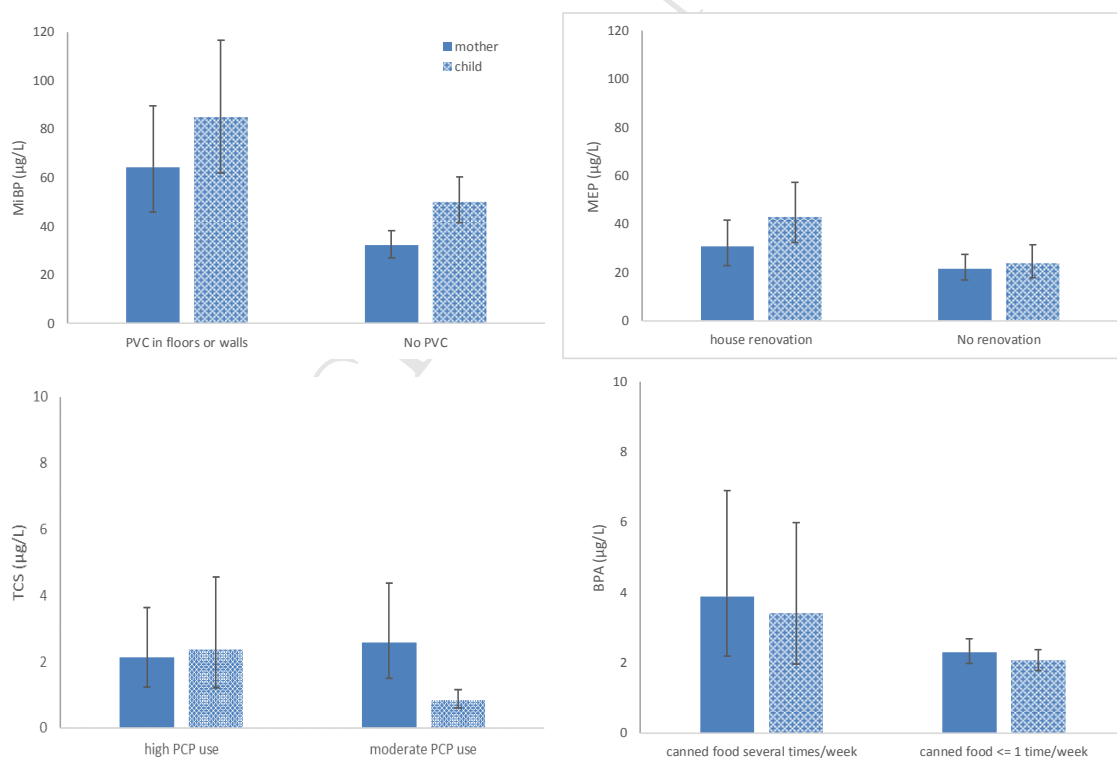 120
100
80
60
40
20
0
MiBP (µg/L)
mother
child
PVC in floors or walls
No PVC
120
100
80
60
40
20
0
MEP (µg/L)
house renovation
No renovation
10
8
6
4
2
0
TCS (µg/L)
high PCP use
moderate PCP use
10
8
6
4
2
0
BPA (µg/L)
canned food several times/week
canned food <= 1 time/week